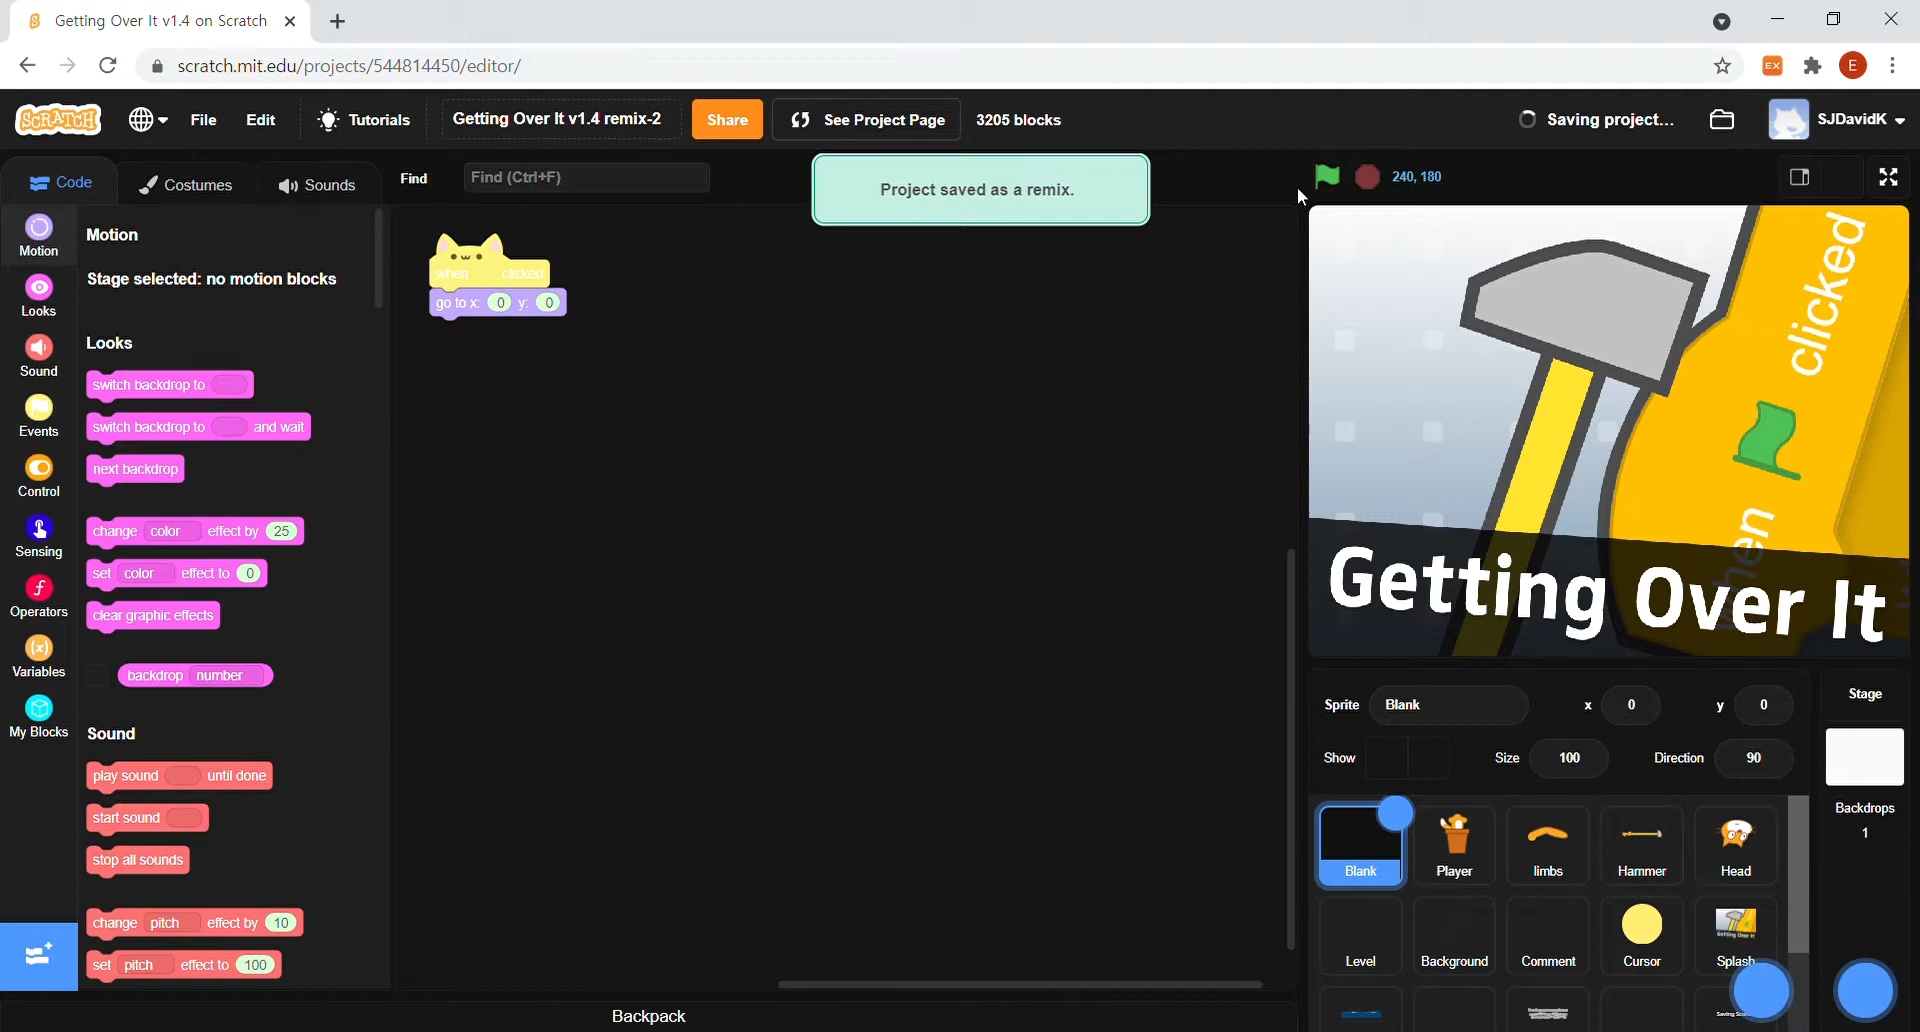 Getting Over It v1.4 on Scratch
scratch.mit.edu/projects/544814450/editor/
EX
E
SCRATCH
File
Edit
Tutorials
Getting Over It v1.4 remix-2
Share
See Project Page
3205 blocks
Saving project...
SJDavidK
Code
Costumes
Sounds
Find
Find (Ctrl+F)
Project saved as a remix.
240, 180
Motion
Looks
Sound
Events
Control
Sensing
Operators
Variables
My Blocks
Motion
Stage selected: no motion blocks
Looks
switch backdrop to
switch backdrop to and wait
next backdrop
change color effect by 25
set color effect to 0
clear graphic effects
backdrop number
Sound
play sound until done
start sound
stop all sounds
change pitch effect by 10
set pitch effect to 100
when clicked
go to x: 0 y: 0
when clicked
Getting Over It
Sprite Blank x 0 y 0
Show Size 100 Direction 90
Blank
Player
limbs
Hammer
Head
Level
Background
Comment
Cursor
Getting Over It
Splash
Stage
Backdrops
1
Backpack